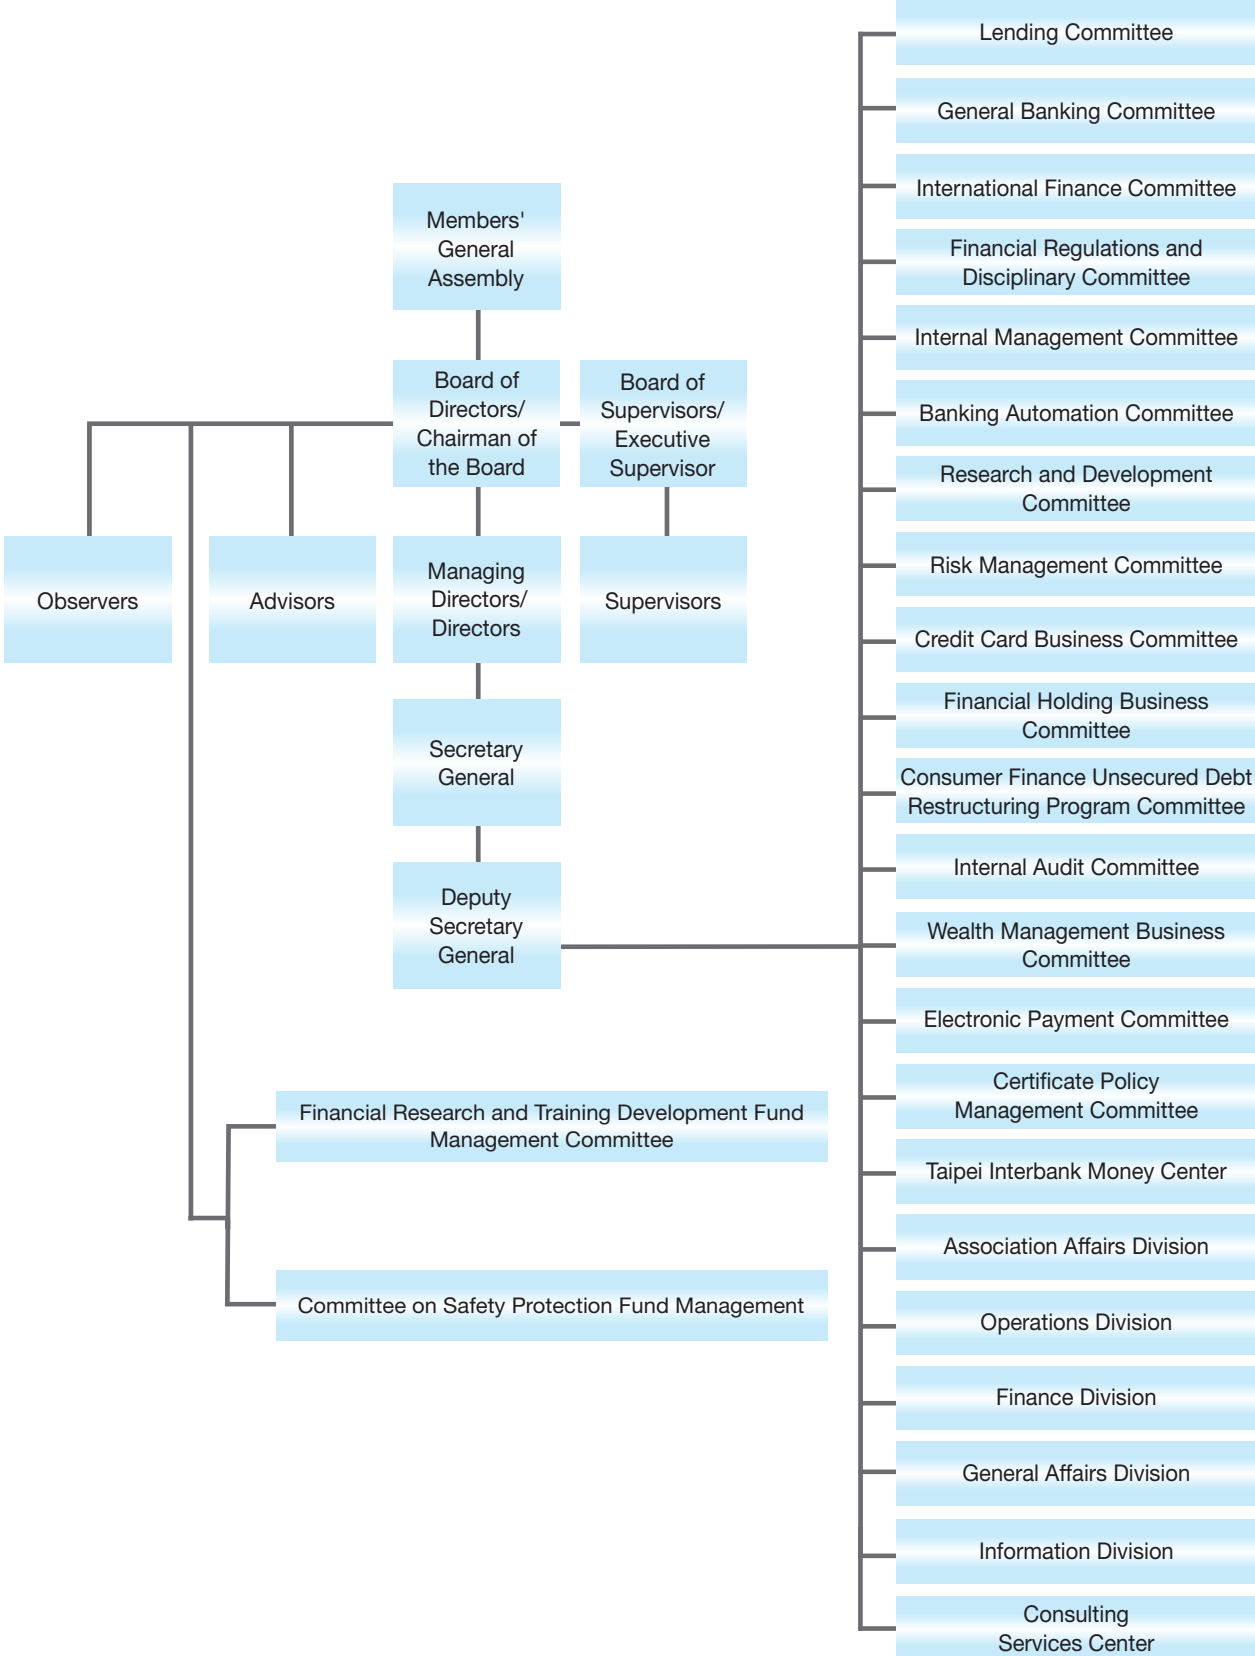 Members'
General
Assembly
Board of
Directors/
Chairman of
the Board
Board of
Supervisors/
Executive
Supervisor
Observers
Advisors
Managing
Directors/
Directors
Supervisors
Secretary
General
Deputy
Secretary
General
Financial Research and Training Development Fund
Management Committee
Committee on Safety Protection Fund Management
Lending Committee
General Banking Committee
International Finance Committee
Financial Regulations and
Disciplinary Committee
Internal Management Committee
Banking Automation Committee
Research and Development
Committee
Risk Management Committee
Credit Card Business Committee
Financial Holding Business
Committee
Consumer Finance Unsecured Debt
Restructuring Program Committee
Internal Audit Committee
Wealth Management Business
Committee
Electronic Payment Committee
Certificate Policy
Management Committee
Taipei Interbank Money Center
Association Affairs Division
Operations Division
Finance Division
General Affairs Division
Information Division
Consulting
Services Center